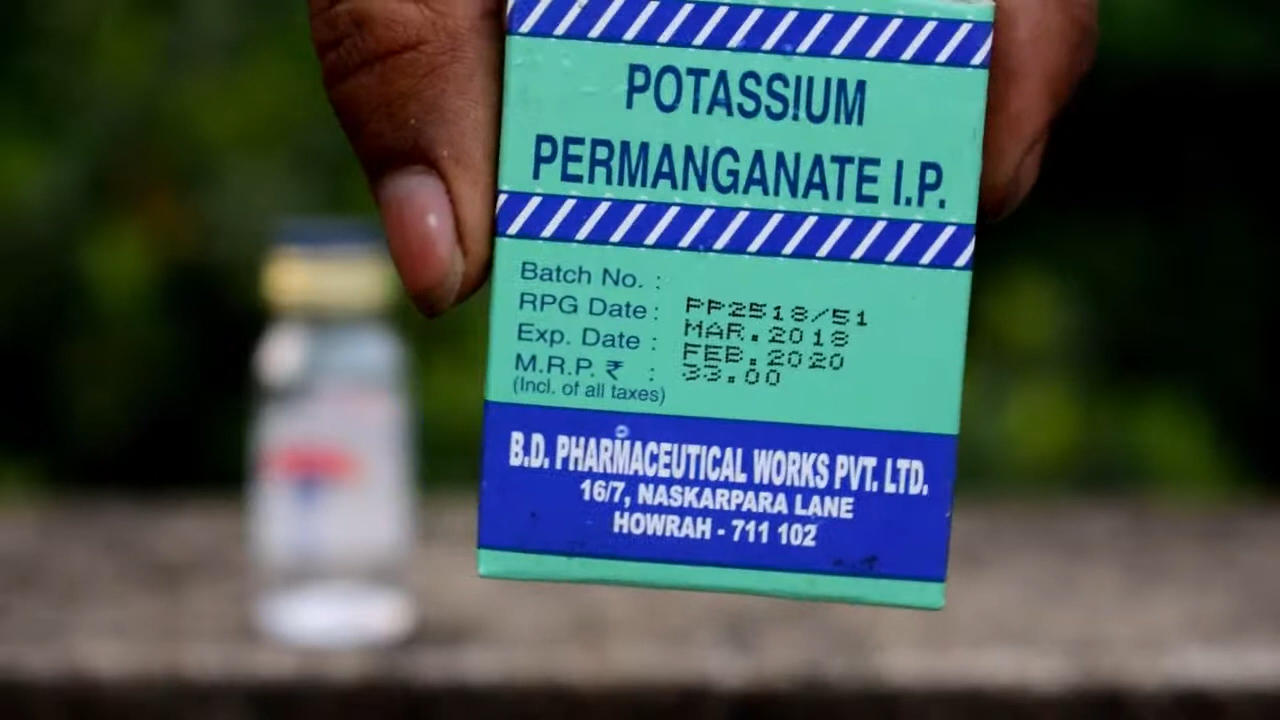 POTASSIUM
PERMANGANATE I.P.
Batch No. : PP2518/51
RPG Date : MAR.2018
Exp. Date : FEB.2020
M.R.P. ₹ : 33.00
(Incl. of all taxes)
B.D. PHARMACEUTICAL WORKS PVT. LTD.
16/7, NASKARPARA LANE
HOWRAH - 711 102